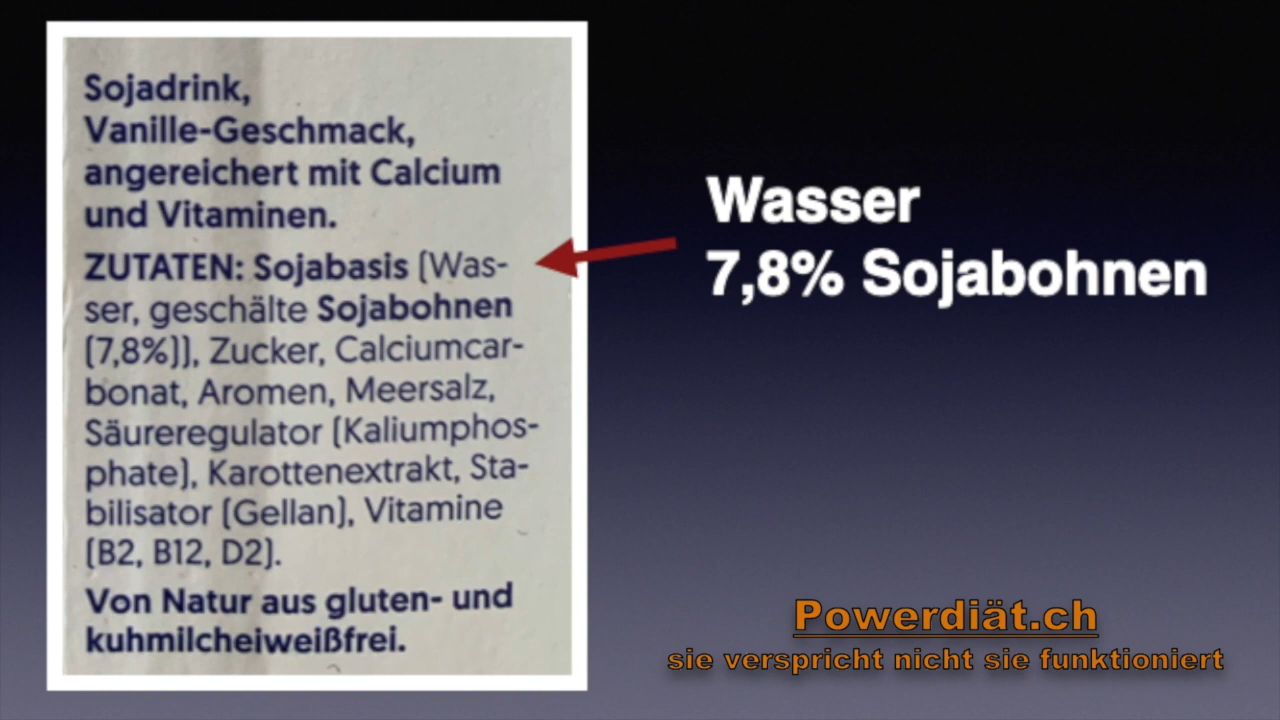 Sojadrink,
Vanille-Geschmack,
angereichert mit Calcium
und Vitaminen.
ZUTATEN: Sojabasis (Was-
ser, geschälte Sojabohnen
(7,8%)), Zucker, Calciumcar-
bonat, Aromen, Meersalz,
Säureregulator (Kaliumphos-
phate), Karottenextrakt, Sta-
bilisator (Gellan), Vitamine
(B2, B12, D2).
Von Natur aus gluten- und
kuhmilcheiweißfrei.
Wasser
7,8% Sojabohnen
Powerdiät.ch
sie verspricht nicht sie funktioniert